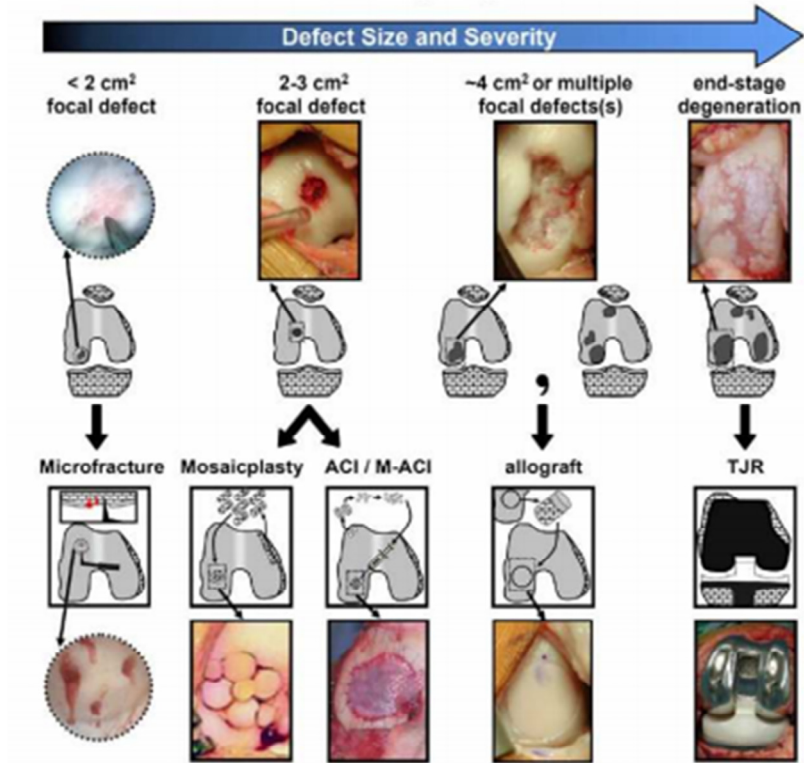 Defect Size and Severity
< 2 cm² focal defect
2-3 cm² focal defect
~4 cm² or multiple focal defects(s)
end-stage degeneration
,
Microfracture
Mosaicplasty
ACI / M-ACI
allograft
TJR